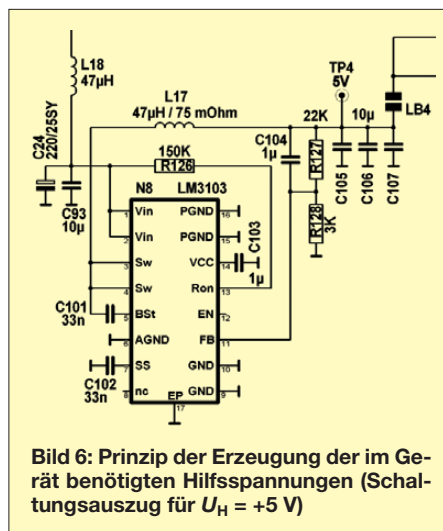 L18
47µH
L17
47µH / 75 mOhm
TP4
5V
C24
220/25SY
C93
10µ
150K
R126
C104
1µ
22K
R127
R128
3K
10µ
C105
C106
C107
LB4
N8 LM3103
1 Vin PGND 16
2 Vin PGND 15
3 Sw VCC 14
4 Sw Ron 13
5 BSt EN 12
6 AGND FB 11
7 SS GND 10
8 nc GND 9
EP
17
C103
1µ
C101
33n
C102
33n
Bild 6: Prinzip der Erzeugung der im Ge-
rät benötigten Hilfsspannungen (Schal-
tungsauszug für UH = +5 V)